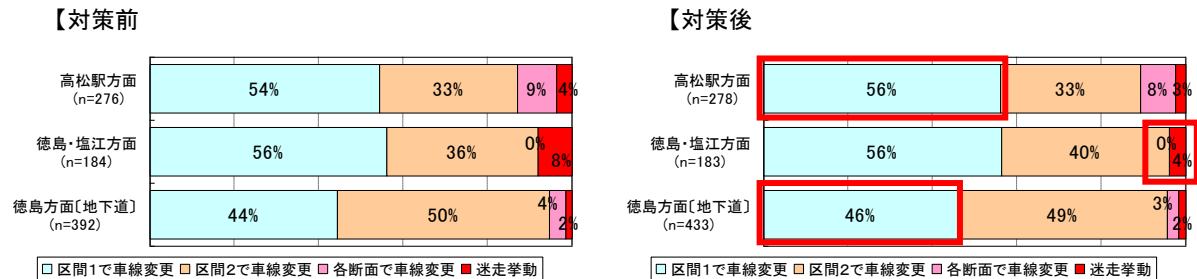 【対策前
高松駅方面
(n=276)
54%
33%
9%
4%
徳島・塩江方面
(n=184)
56%
36%
0%
8%
徳島方面〔地下道〕
(n=392)
44%
50%
4%
2%
区間1で車線変更 区間2で車線変更 各断面で車線変更 迷走挙動
【対策後
高松駅方面
(n=278)
56%
33%
8%
3%
徳島・塩江方面
(n=183)
56%
40%
0%
4%
徳島方面〔地下道〕
(n=433)
46%
49%
3%
2%
区間1で車線変更 区間2で車線変更 各断面で車線変更 迷走挙動